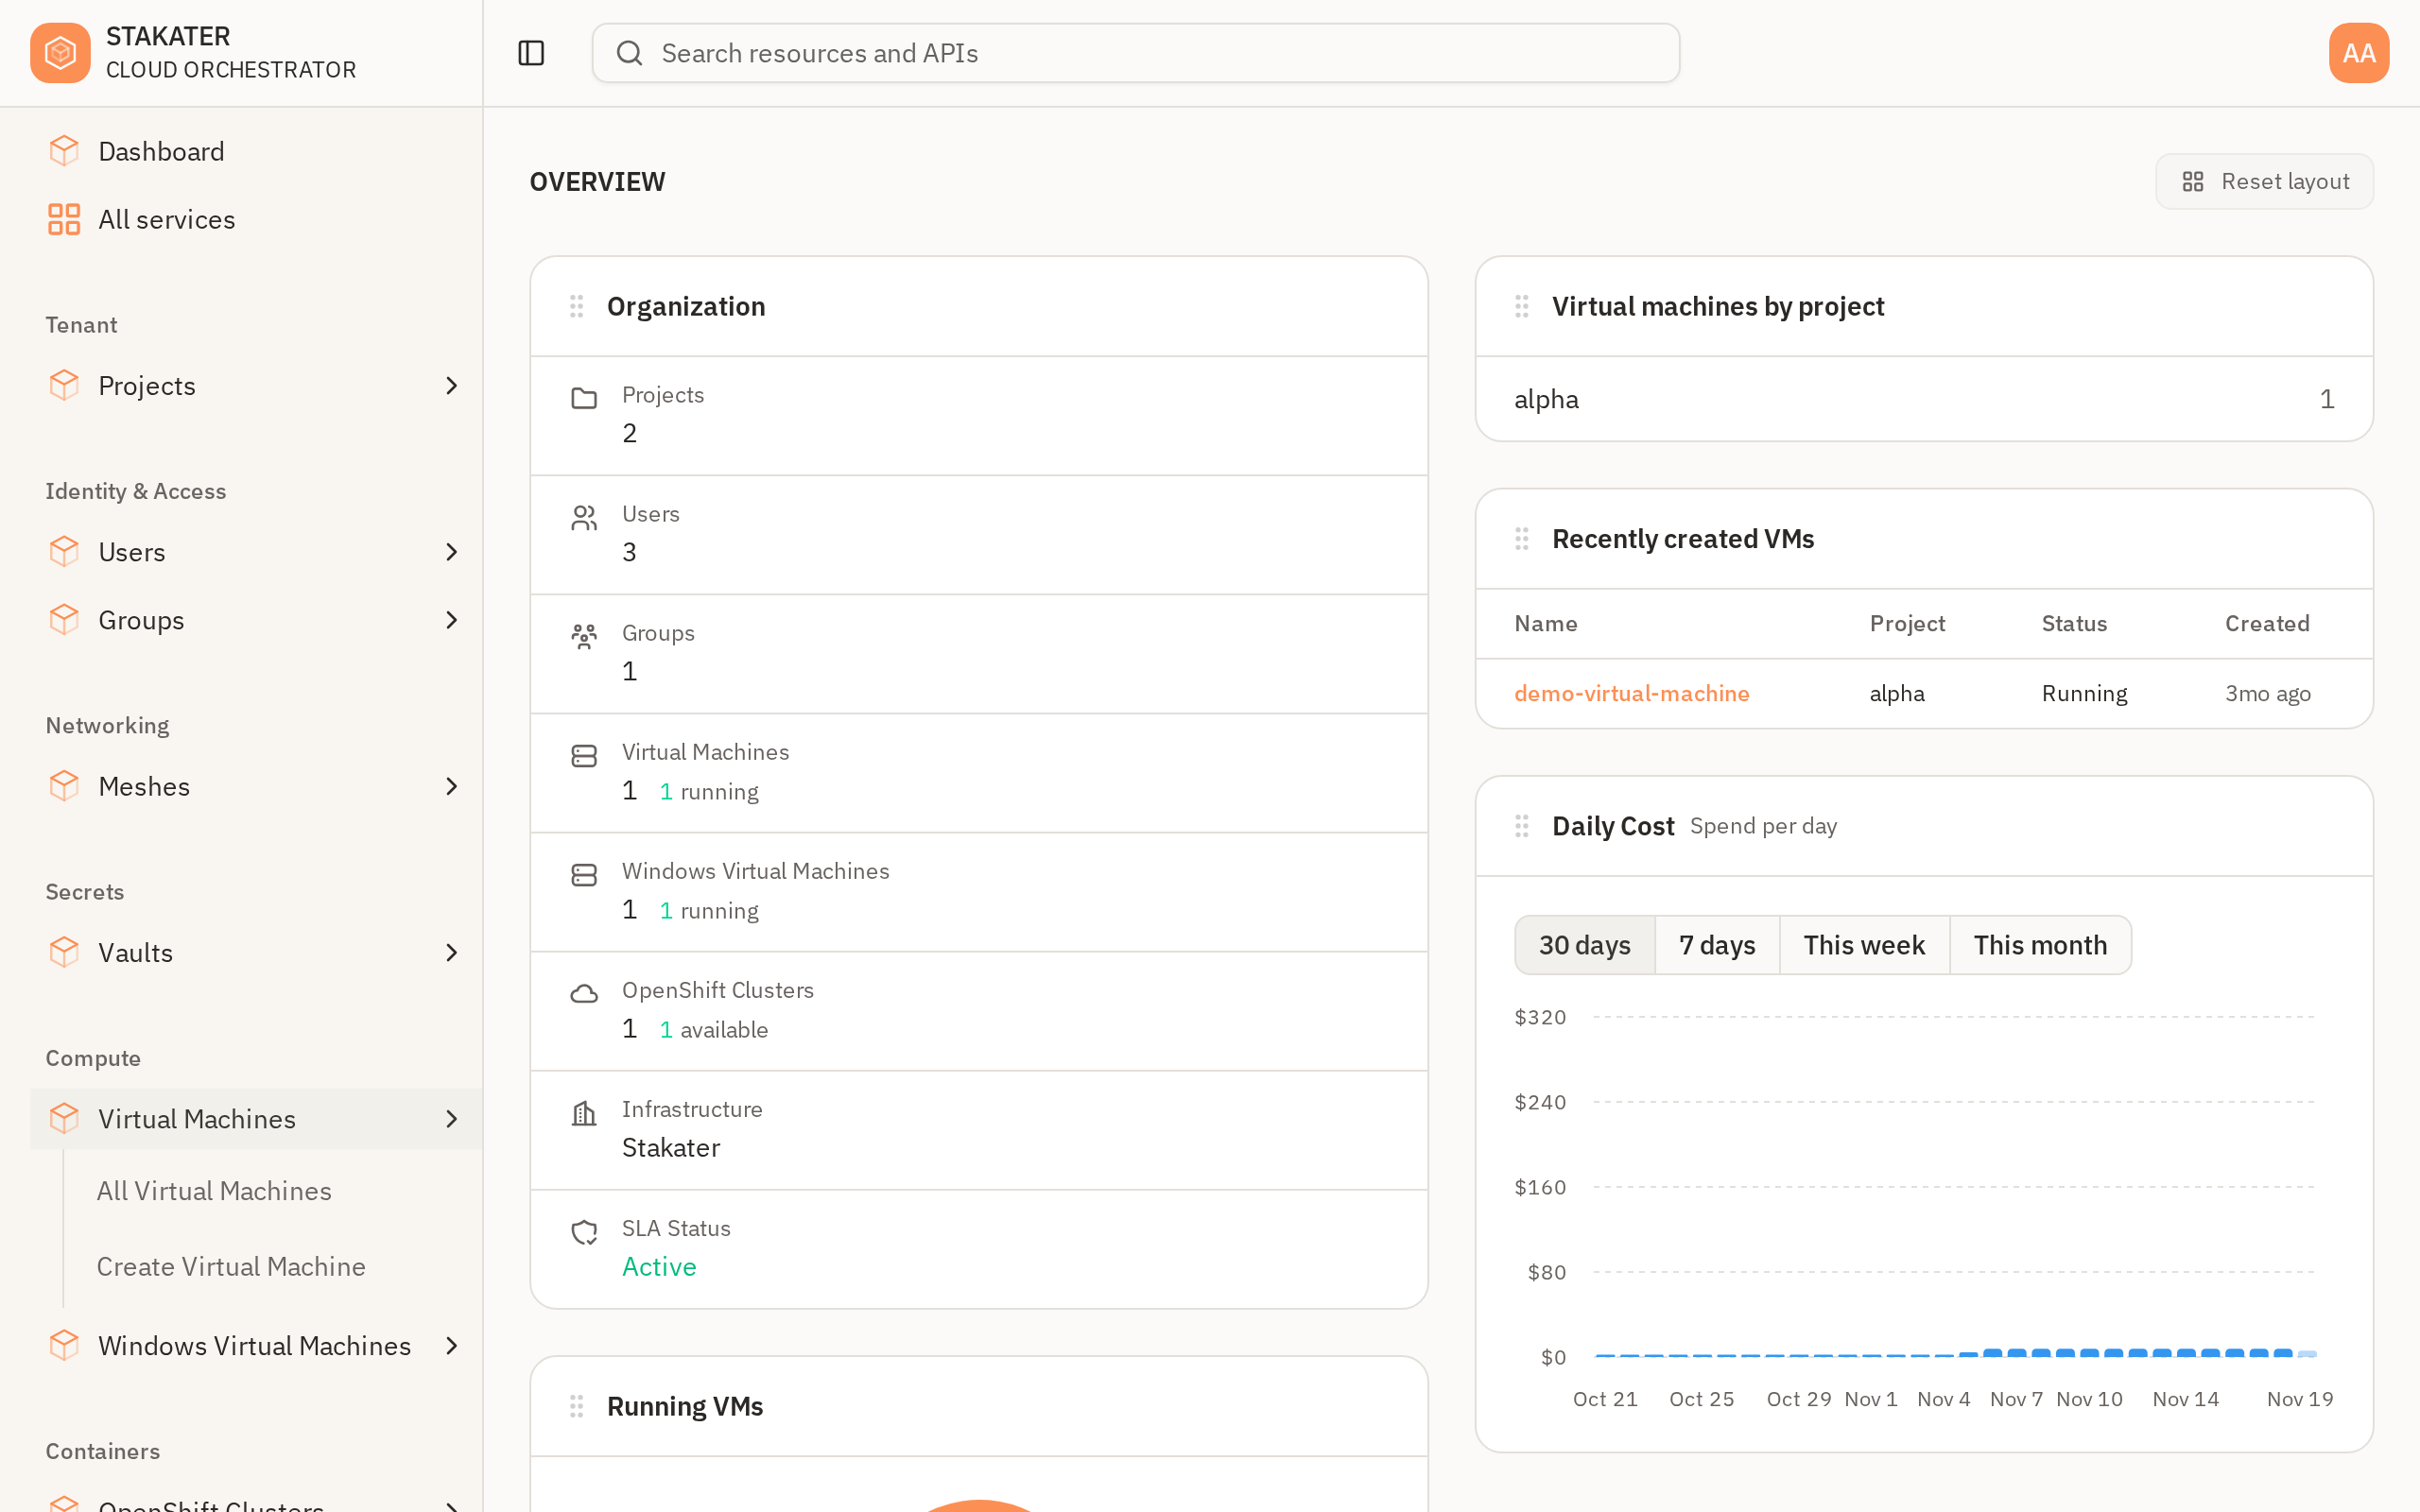 STAKATER
CLOUD ORCHESTRATOR
Search resources and APIs
AA
Dashboard
All services
Tenant
Projects
Identity & Access
Users
Groups
Networking
Meshes
Secrets
Vaults
Compute
Virtual Machines
All Virtual Machines
Create Virtual Machine
Windows Virtual Machines
Containers
OpenShift Clusters
OVERVIEW
Reset layout
Organization
Projects
2
Users
3
Groups
1
Virtual Machines
1 1 running
Windows Virtual Machines
1 1 running
OpenShift Clusters
1 1 available
Infrastructure
Stakater
SLA Status
Active
Running VMs
Virtual machines by project
alpha 1
Recently created VMs
Name Project Status Created
demo-virtual-machine alpha Running 3mo ago
Daily Cost Spend per day
30 days 7 days This week This month
$320
$240
$160
$80
$0
Oct 21 Oct 25 Oct 29 Nov 1 Nov 4 Nov 7 Nov 10 Nov 14 Nov 19